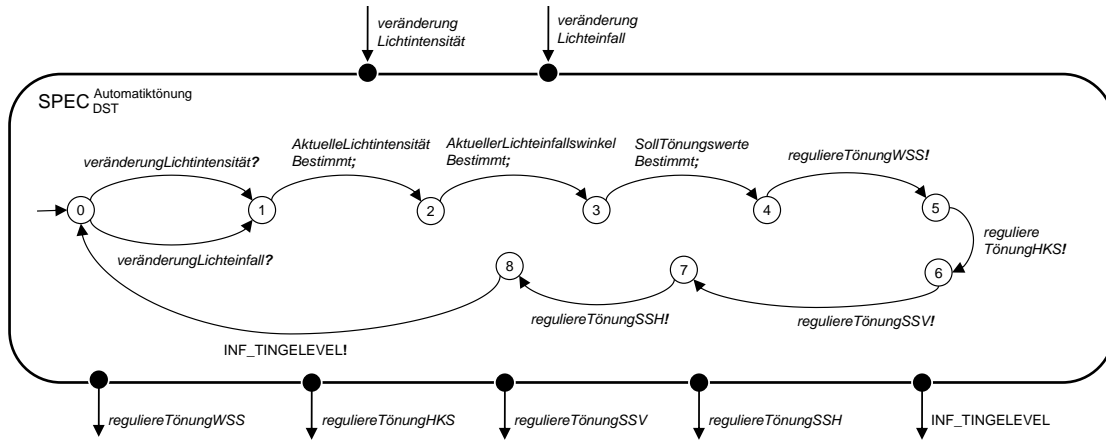 veränderung
Lichtintensität
veränderung
Lichteinfall
SPEC Automatiktönung
DST
veränderungLichtintensität?
AktuelleLichtintensität
Bestimmt;
AktuellerLichteinfallswinkel
Bestimmt;
SollTönungswerte
Bestimmt;
reguliereTönungWSS!
0
1
2
3
4
5
reguliere
TönungHKS!
veränderungLichteinfall?
8
7
6
reguliereTönungSSH!
reguliereTönungSSV!
INF_TINGELEVEL!
reguliereTönungWSS
reguliereTönungHKS
reguliereTönungSSV
reguliereTönungSSH
INF_TINGELEVEL